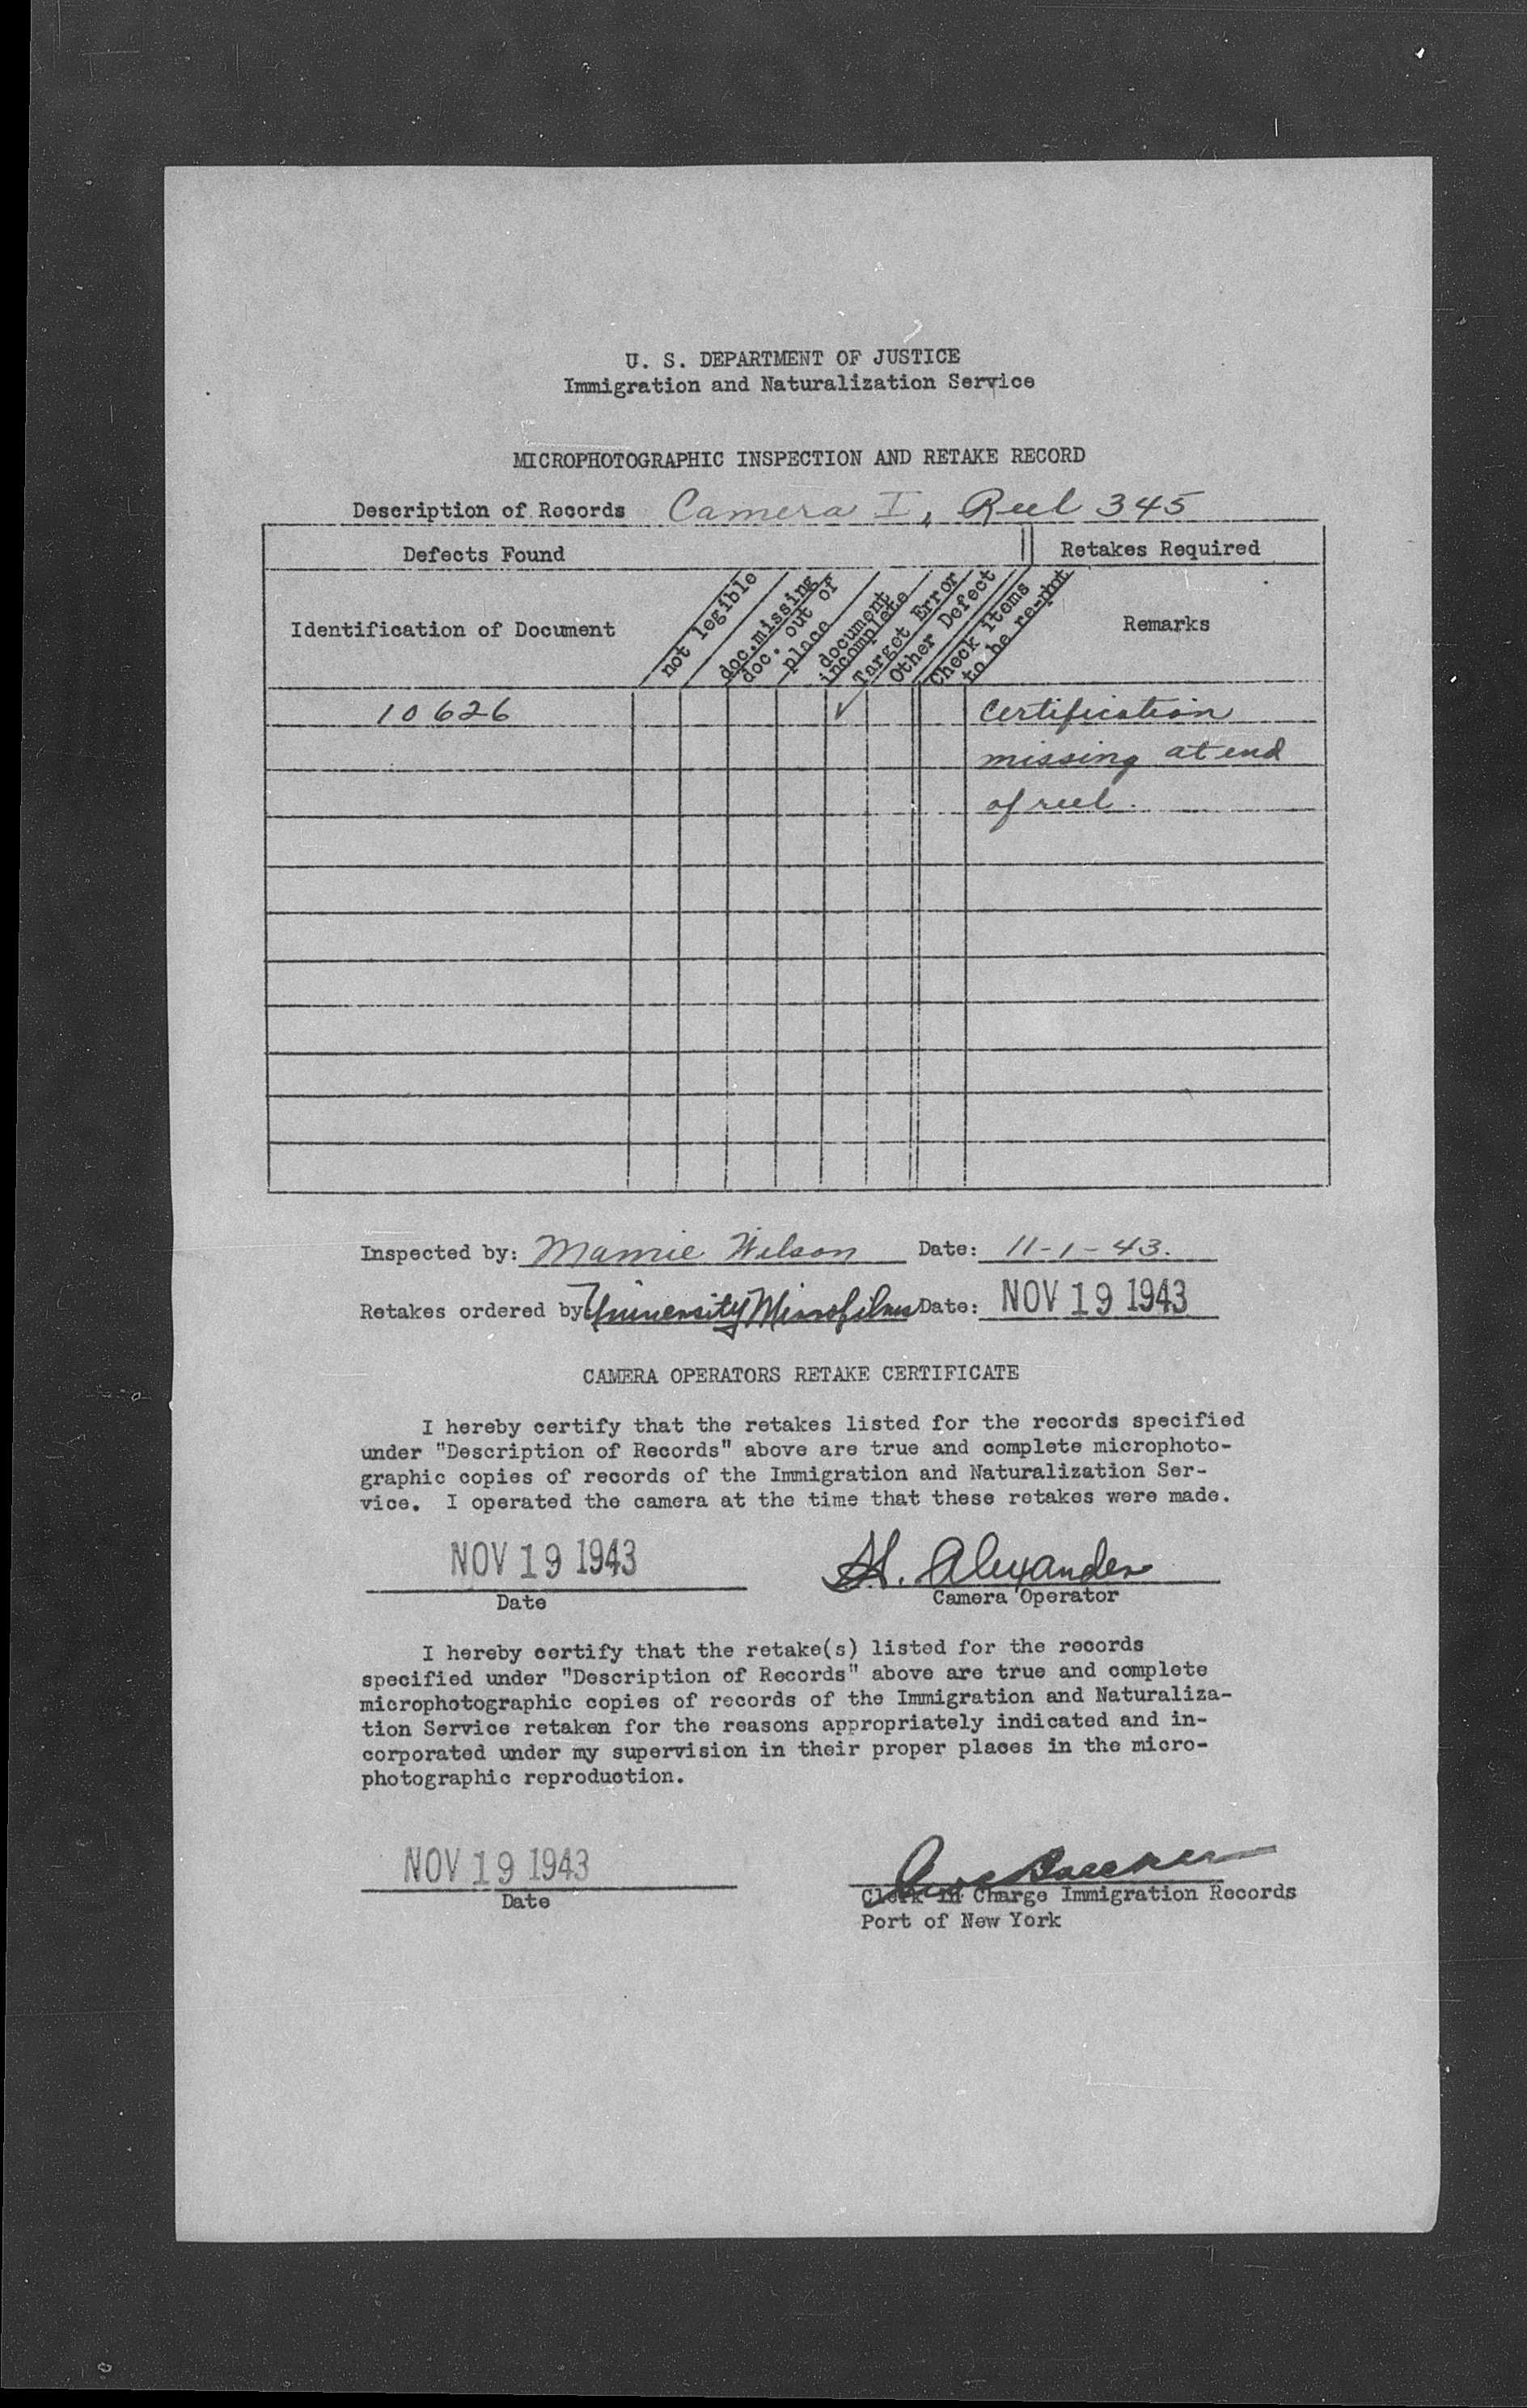 U. S. DEPARTMENT OF JUSTICE
Immigration and Naturalization Service
MICROPHOTOGRAPHIC INSPECTION AND RETAKE RECORD
Description of Records Camera I, Reel 345
Defects Found
Retakes Required
Identification of Document
not legible
doc.missing
doc. out of
place
document
incomplete
Target Error
Other Defect
Check items
to be re-phot
Remarks
10626 ✓ Certification
missing at end
of reel.
Inspected by: Mamie Wilson Date: 11-1-43.
Retakes ordered by University Microfilms Date: NOV 19 1943
CAMERA OPERATORS RETAKE CERTIFICATE
I hereby certify that the retakes listed for the records specified
under "Description of Records" above are true and complete microphoto-
graphic copies of records of the Immigration and Naturalization Ser-
vice. I operated the camera at the time that these retakes were made.
NOV 19 1943 H. Alexander
Date Camera Operator
I hereby certify that the retake(s) listed for the records
specified under "Description of Records" above are true and complete
microphotographic copies of records of the Immigration and Naturaliza-
tion Service retaken for the reasons appropriately indicated and in-
corporated under my supervision in their proper places in the micro-
photographic reproduction.
NOV 19 1943
Date Clerk in Charge Immigration Records
Port of New York